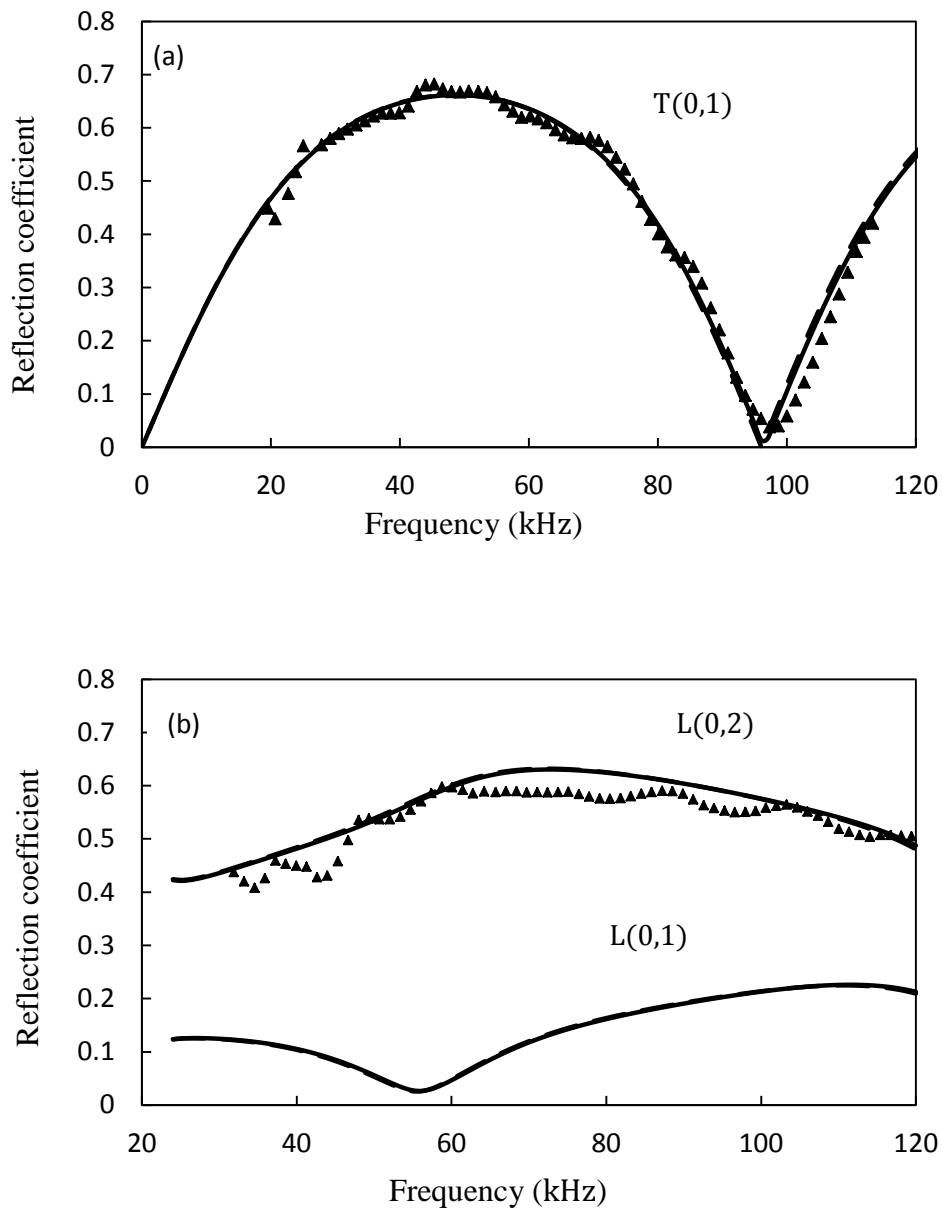 (a)
T(0,1)
0.8
0.7
0.6
0.5
0.4
0.3
0.2
0.1
0
Reflection coefficient
0 20 40 60 80 100 120
Frequency (kHz)
(b)
L(0,2)
L(0,1)
0.8
0.7
0.6
0.5
0.4
0.3
0.2
0.1
0
Reflection coefficient
20 40 60 80 100 120
Frequency (kHz)